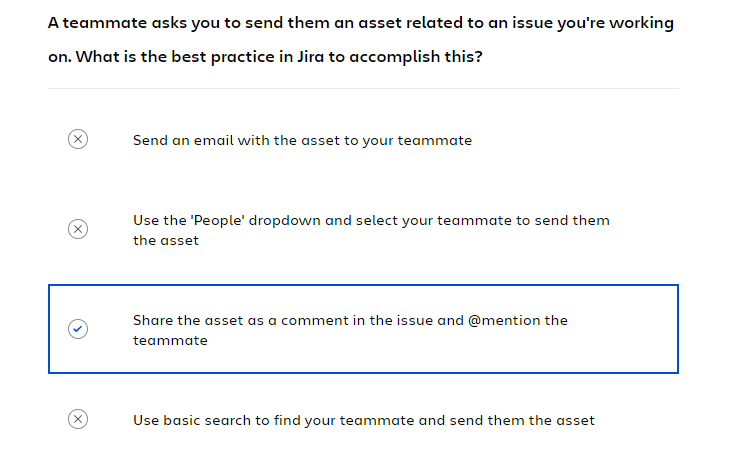 A teammate asks you to send them an asset related to an issue you're working
on. What is the best practice in Jira to accomplish this?
Send an email with the asset to your teammate
Use the 'People' dropdown and select your teammate to send them
the asset
Share the asset as a comment in the issue and @mention the
teammate
Use basic search to find your teammate and send them the asset